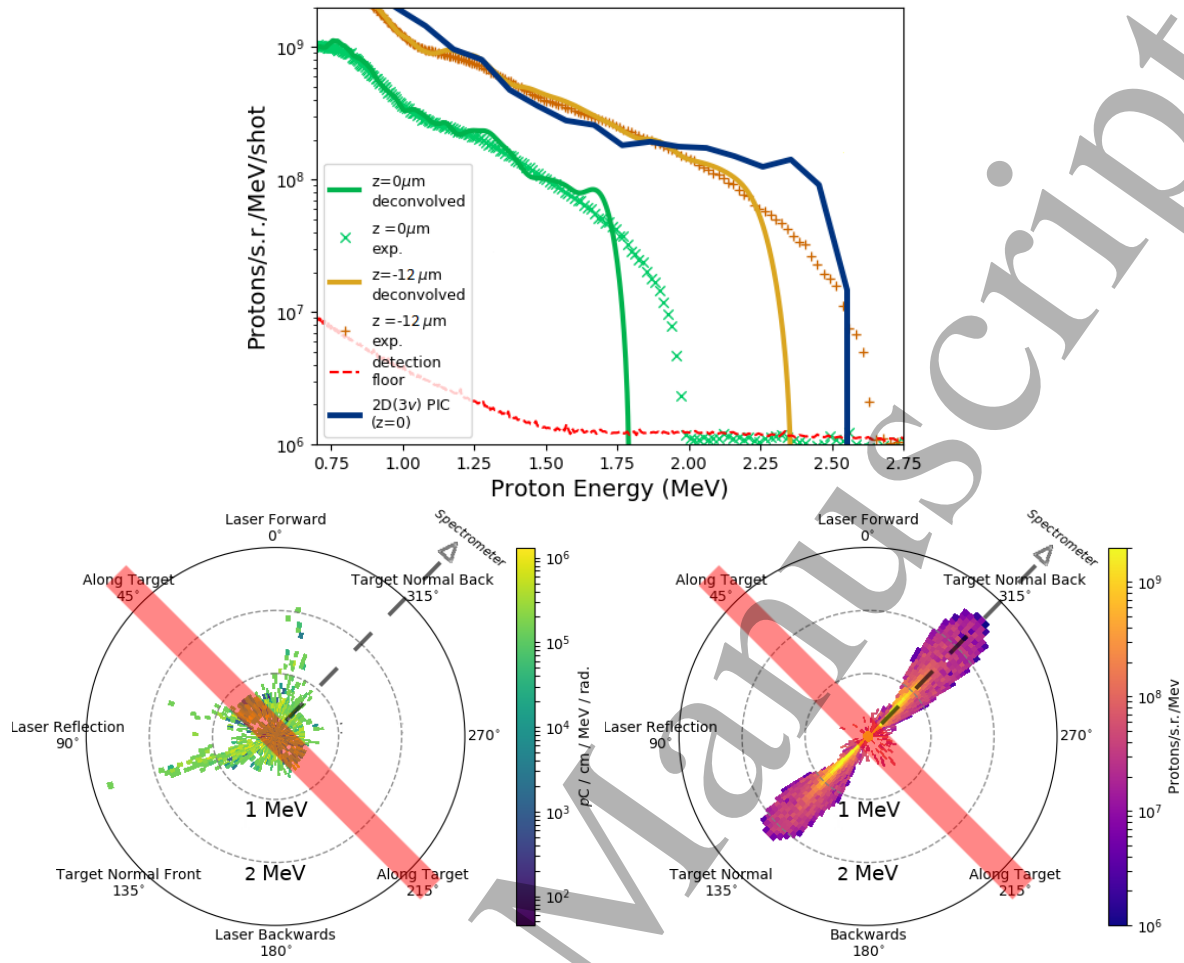 10⁹
10⁸
10⁷
10⁶
Protons/s.r./MeV/shot
z=0μm
deconvolved
z =0μm
exp.
z=-12 μm
deconvolved
z =-12 μm
exp.
detection
floor
2D(3v) PIC
(z=0)
0.75 1.00 1.25 1.50 1.75 2.00 2.25 2.50 2.75
Proton Energy (MeV)
Laser Forward
0°
Spectrometer
Along Target
45°
Target Normal Back
315°
Laser Reflection
90°
270°
1 MeV
2 MeV
Target Normal Front
135°
Along Target
215°
Laser Backwards
180°
10⁶
10⁵
10⁴
10³
10²
pC / cm / MeV / rad.
Laser Forward
0°
Spectrometer
Along Target
45°
Target Normal Back
315°
Laser Reflection
90°
270°
1 MeV
2 MeV
Target Normal
135°
Along Target
215°
Backwards
180°
10⁹
10⁸
10⁷
10⁶
Protons/s.r./Mev
Manuscript